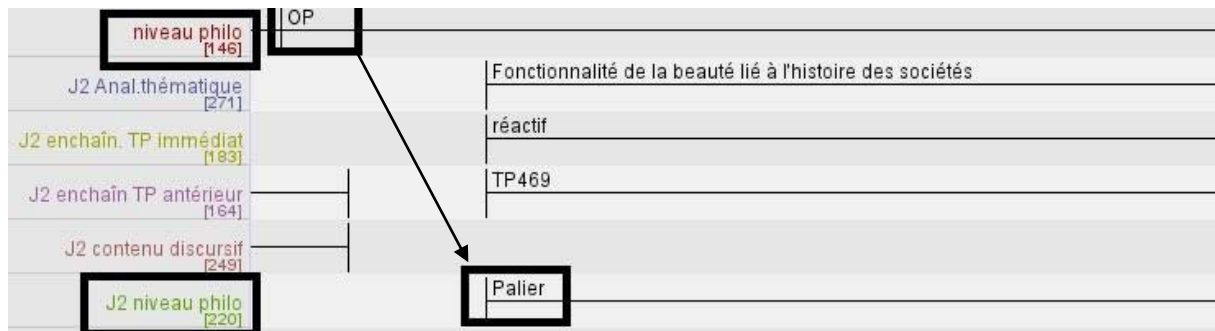 niveau philo
[146]
OP
J2 Anal.thématique
[271]
Fonctionnalité de la beauté lié à l'histoire des sociétés
J2 enchaîn. TP immédiat
[183]
réactif
J2 enchaîn TP antérieur
[164]
TP469
J2 contenu discursif
[249]
J2 niveau philo
[220]
Palier